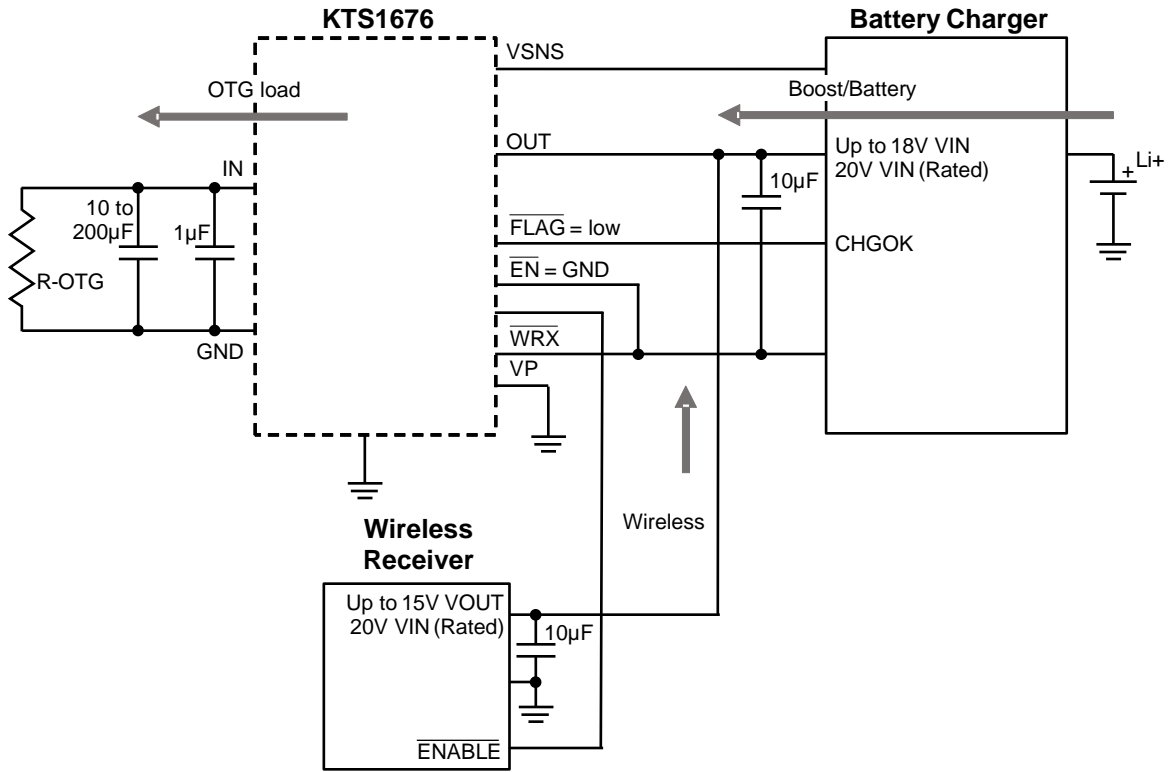 KTS1676
Battery Charger
VSNS
OTG load
Boost/Battery
OUT
Up to 18V VIN
20V VIN (Rated)
Li+
+
IN
10µF
10 to
200µF
1µF
FLAG = low
CHGOK
EN = GND
R-OTG
WRX
GND
VP
Wireless
Wireless
Receiver
Up to 15V VOUT
20V VIN (Rated)
10µF
ENABLE